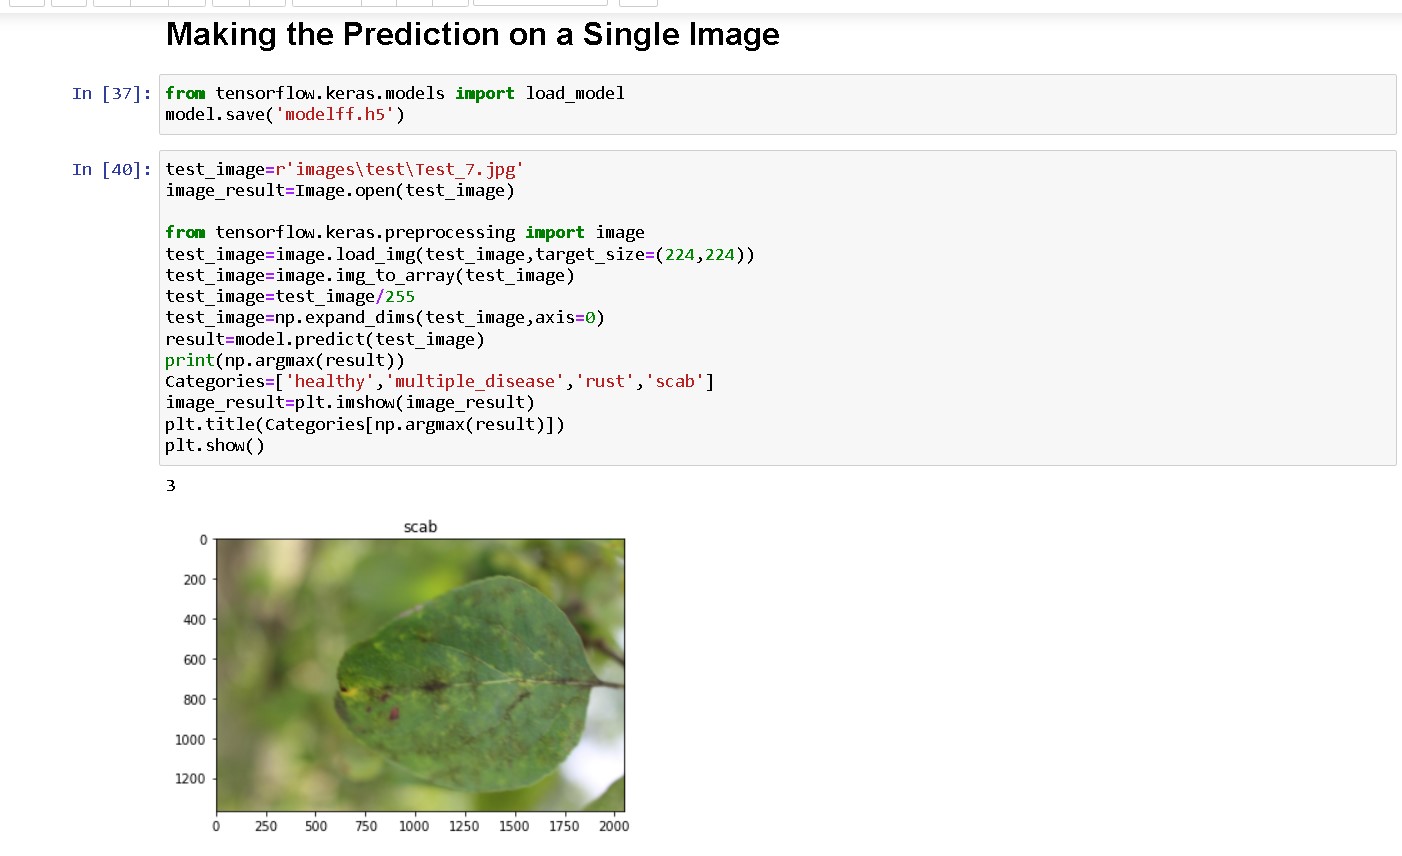 Making the Prediction on a Single Image
In [37]: from tensorflow.keras.models import load_model
model.save('modelff.h5')
In [40]: test_image=r'images\test\Test_7.jpg'
image_result=Image.open(test_image)
from tensorflow.keras.preprocessing import image
test_image=image.load_img(test_image,target_size=(224,224))
test_image=image.img_to_array(test_image)
test_image=test_image/255
test_image=np.expand_dims(test_image,axis=0)
result=model.predict(test_image)
print(np.argmax(result))
Categories=['healthy','multiple_disease','rust','scab']
image_result=plt.imshow(image_result)
plt.title(Categories[np.argmax(result)])
plt.show()
3
scab
0
200
400
600
800
1000
1200
0 250 500 750 1000 1250 1500 1750 2000